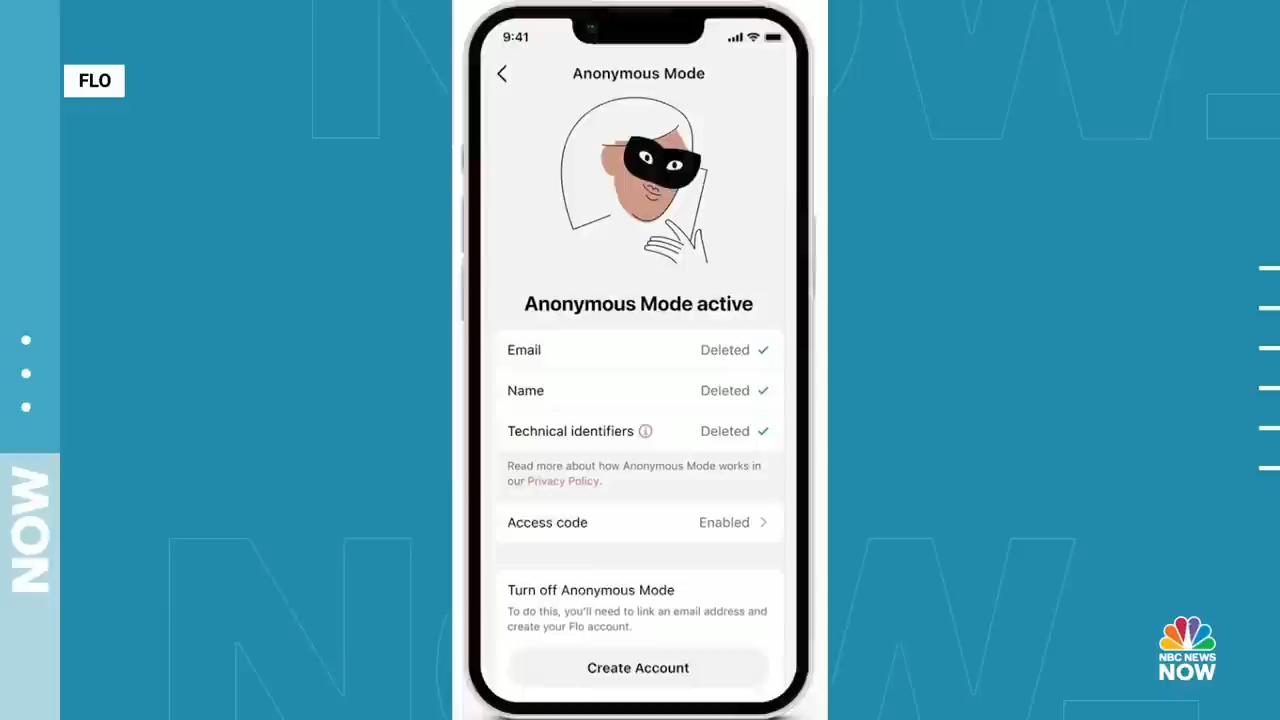 FLO
9:41
Anonymous Mode
Anonymous Mode active
Email Deleted
Name Deleted
Technical identifiers Deleted
Read more about how Anonymous Mode works in
our Privacy Policy.
Access code Enabled
Turn off Anonymous Mode
To do this, you'll need to link an email address and
create your Flo account.
Create Account
NOW
NBC NEWS
NOW